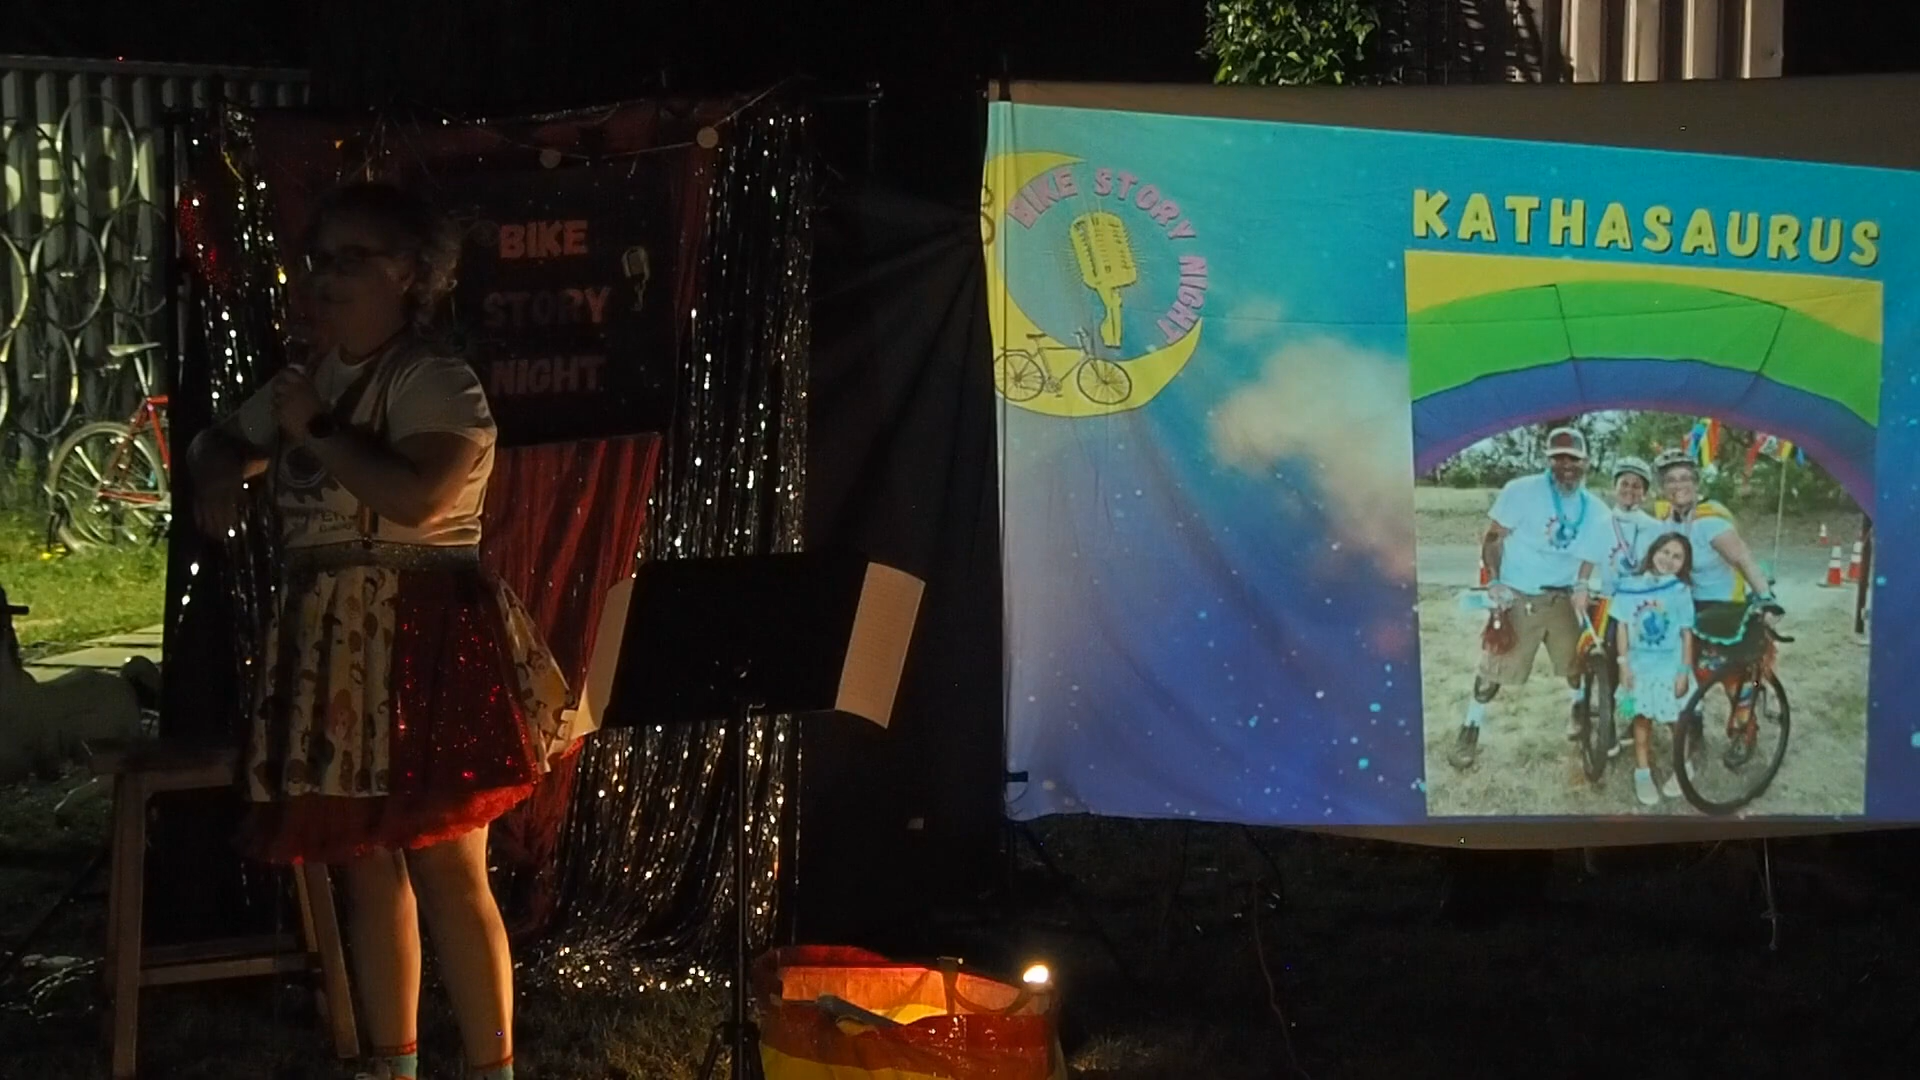 BIKE
STORY
NIGHT
BIKE STORY NIGHT
KATHASAURUS